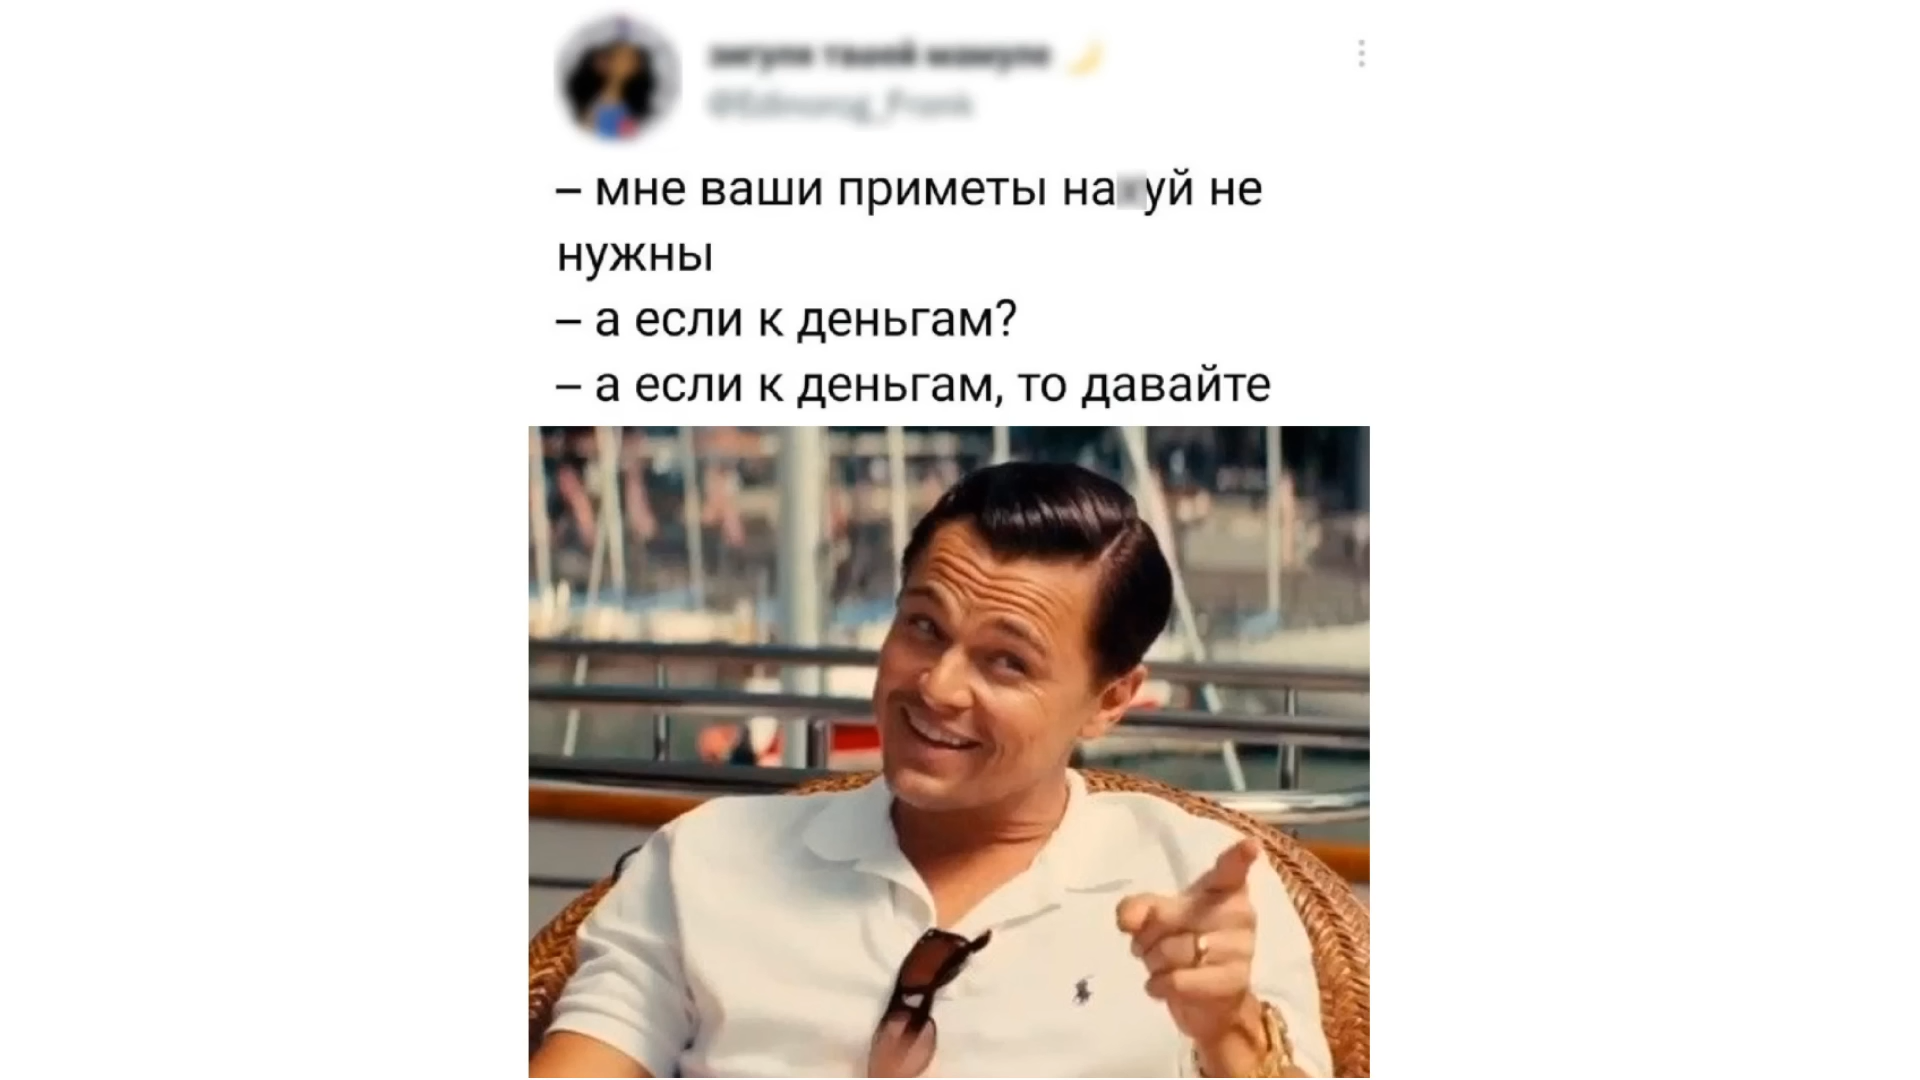 – мне ваши приметы на уй не
нужны
– а если к деньгам?
– а если к деньгам, то давайте